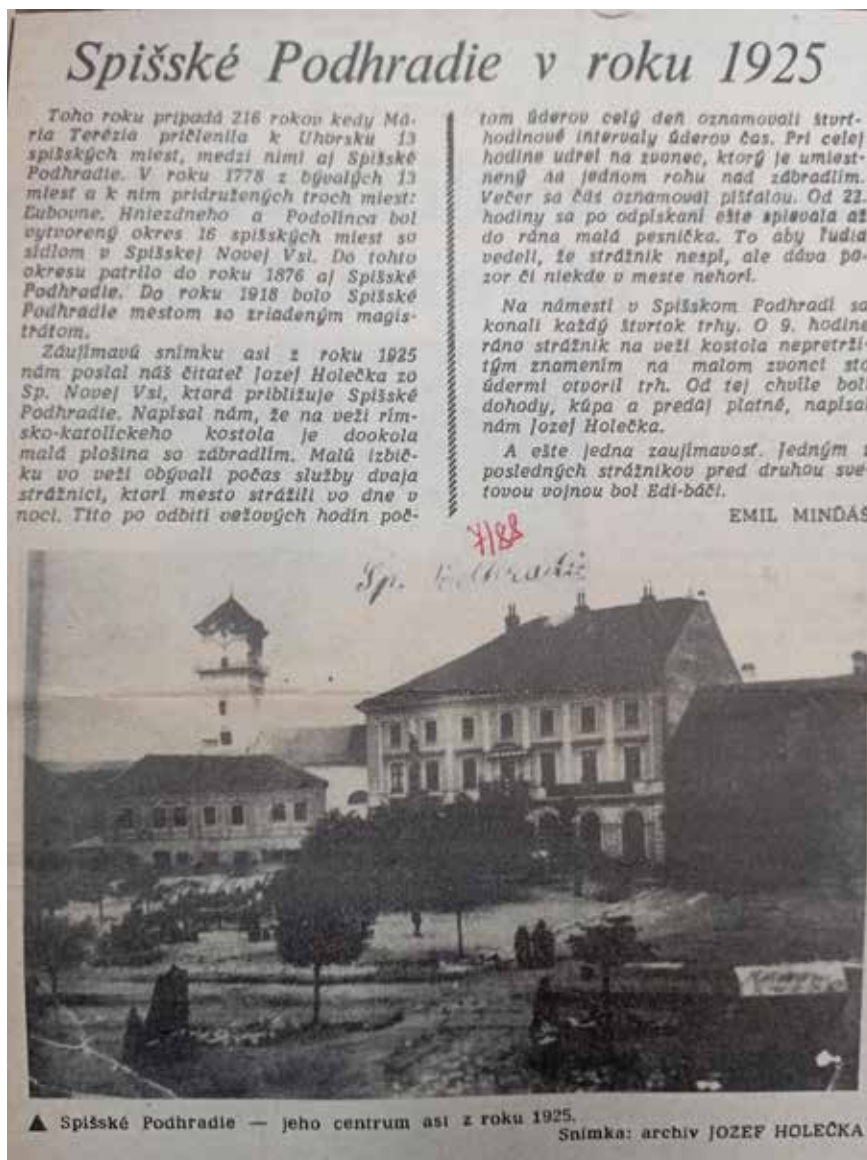 Spišské Podhradie v roku 1925
Toho roku pripadá 216 rokov kedy Má-
ria Terézia pričlenila k Uhorsku 13
spišských miest, medzi nimi aj Spišské
Podhradie. V roku 1778 z bývalých 13
miest a k nim pridružených troch miest:
Ľubovne, Hniezdneho a Podolínca bol
vytvorený okres 16 spišských miest so
sídlom v Spišskej Novej Vsi. Do tohto
okresu patrilo do roku 1876 aj Spišské
Podhradie. Do roku 1918 bolo Spišské
Podhradie mestom so zriadeným magis-
trátom.
Záujímavú snímku asi z roku 1925
nám poslal náš čitateľ Jozef Holečka zo
Sp. Novej Vsi, ktorá približuje Spišské
Podhradie. Napísal nám, že na veži rím-
sko-katolíckeho kostola je dookola
malá plošina so zábradlím. Malú izbič-
ku vo veži obývali počas služby dvaja
strážnici, ktorí mesto strážili vo dne v
noci. Títo po odbití vežových hodín poč-
tom úderov celý deň oznamovali štvrť-
hodinové intervaly úderov čas. Pri celej
hodine udrel na zvonec, ktorý je umiest-
nený na jednom rohu nad zábradlím.
Večer sa čas oznamoval píšťalou. Od 22.
hodiny sa po odpískaní ešte spievala až
do rána malá pesnička. To aby ľudia
vedeli, že strážnik nespí, ale dáva po-
zor či niekde v meste nehorí.
Na námestí v Spišskom Podhradí sa
konali každý štvrtok trhy. O 9. hodine
ráno strážnik na veži kostola nepretrži-
tým znamením na malom zvonci sto
údermi otvoril trh. Od tej chvíle boli
dohody, kúpa a predaj platné, napísal
nám Jozef Holečka.
A ešte jedna zaujímavosť. Jedným z
posledných strážnikov pred druhou sve-
tovou vojnou bol Edi-báči.
EMIL MINĎÁŠ
7/88
Sp. Podhradie
▲ Spišské Podhradie — jeho centrum asi z roku 1925.
Snímka: archív JOZEF HOLEČKA